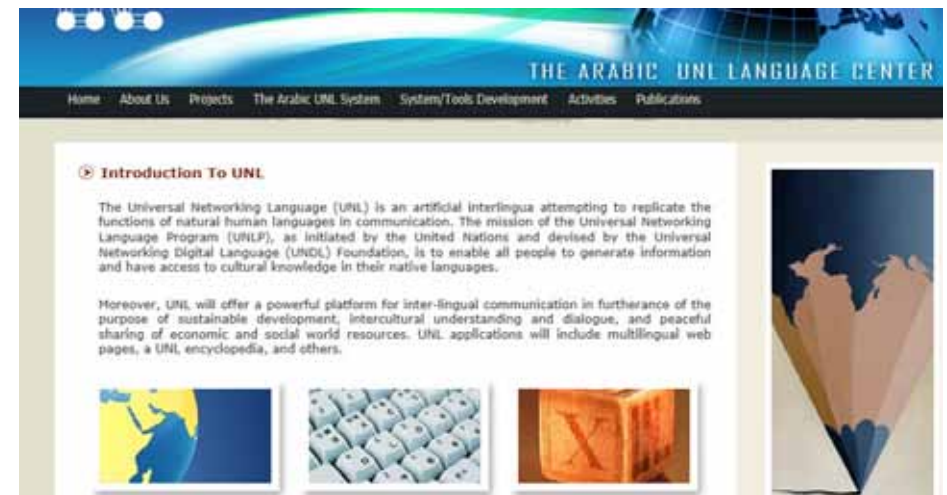 THE ARABIC UNL LANGUAGE CENTER
Home About Us Projects The Arabic UNL System System/Tools Development Activities Publications
Introduction To UNL
The Universal Networking Language (UNL) is an artificial interlingua attempting to replicate the
functions of natural human languages in communication. The mission of the Universal Networking
Language Program (UNLP), as initiated by the United Nations and devised by the Universal
Networking Digital Language (UNDL) Foundation, is to enable all people to generate information
and have access to cultural knowledge in their native languages.
Moreover, UNL will offer a powerful platform for inter-lingual communication in furtherance of the
purpose of sustainable development, intercultural understanding and dialogue, and peaceful
sharing of economic and social world resources. UNL applications will include multilingual web
pages, a UNL encyclopedia, and others.
X